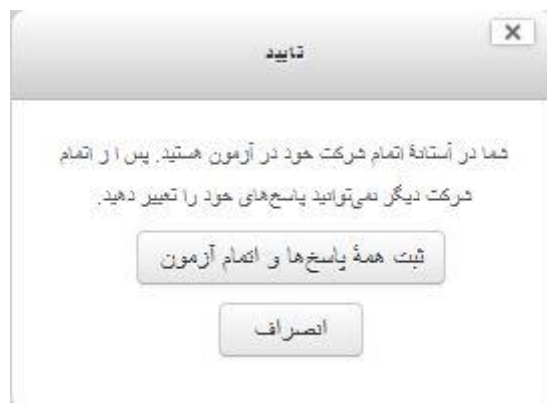 تایید
شما در آستانهٔ اتمام شرکت خود در آزمون هستید. پس از اتمام
شرکت دیگر نمی‌توانید پاسخ‌های خود را تغییر دهید.
ثبت همهٔ پاسخ‌ها و اتمام آزمون
انصراف